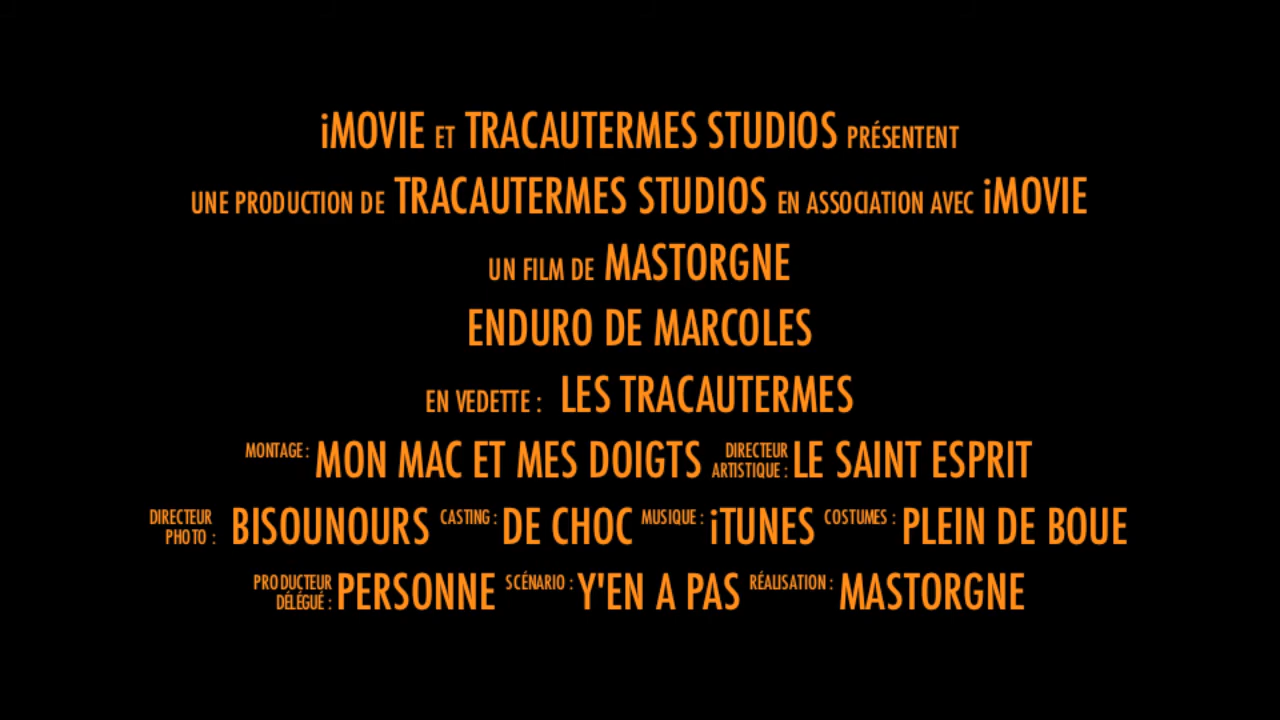 iMOVIE ET TRACAUTERMES STUDIOS PRÉSENTENT
UNE PRODUCTION DE TRACAUTERMES STUDIOS EN ASSOCIATION AVEC iMOVIE
UN FILM DE MASTORGNE
ENDURO DE MARCOLES
EN VEDETTE : LES TRACAUTERMES
MONTAGE : MON MAC ET MES DOIGTS DIRECTEUR ARTISTIQUE : LE SAINT ESPRIT
DIRECTEUR PHOTO : BISOUNOURS CASTING : DE CHOC MUSIQUE : iTUNES COSTUMES : PLEIN DE BOUE
PRODUCTEUR DÉLÉGUÉ : PERSONNE SCÉNARIO : Y'EN A PAS RÉALISATION : MASTORGNE